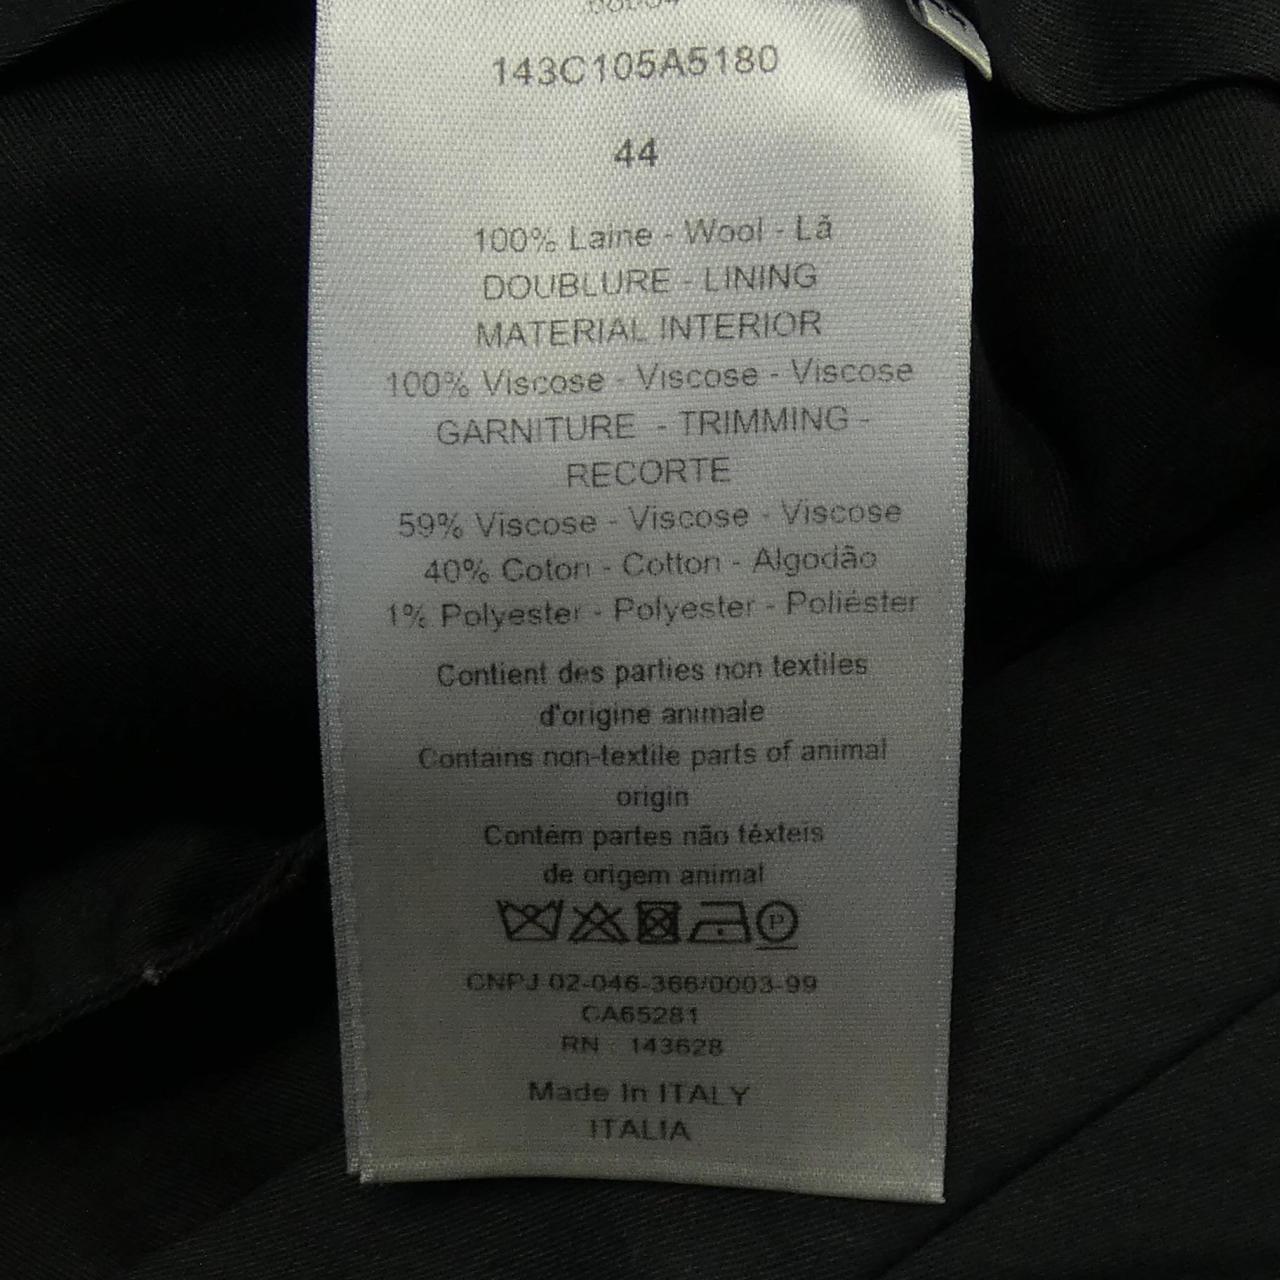 143C105A5180
44
100% Laine - Wool - Lã
DOUBLURE - LINING
MATERIAL INTERIOR
100% Viscose - Viscose - Viscose
GARNITURE - TRIMMING -
RECORTE
59% Viscose - Viscose - Viscose
40% Coton - Cotton - Algodão
1% Polyester - Polyester - Poliéster
Contient des parties non textiles
d'origine animale
Contains non-textile parts of animal
origin
Contém partes não têxteis
de origem animal
P
CNPJ 02-046-366/0003-99
CA65281
RN : 143628
Made In ITALY
ITALIA